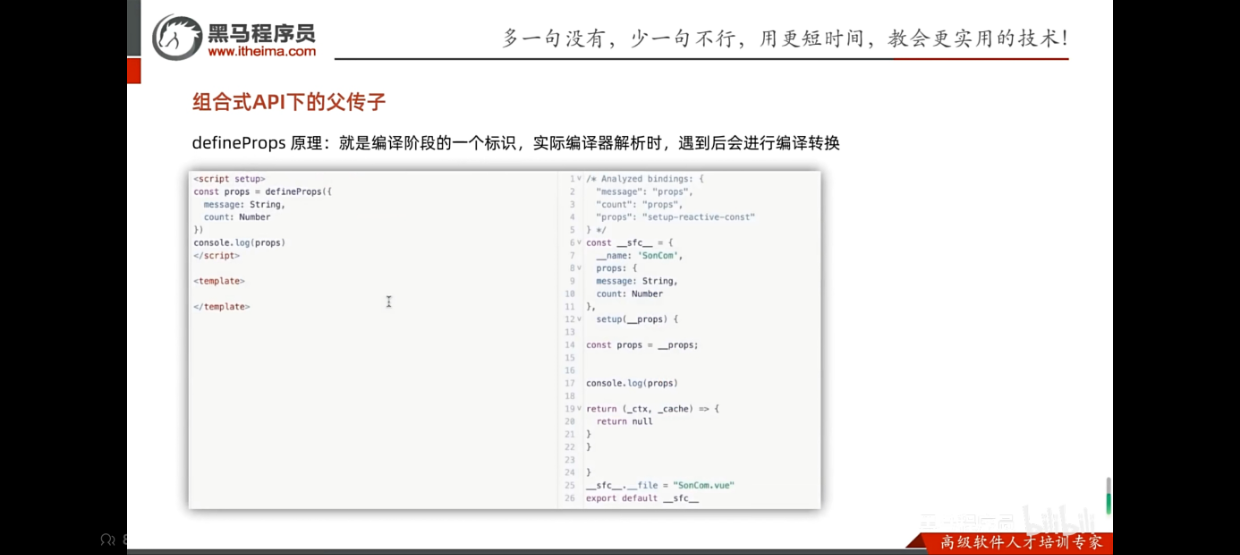 黑马程序员
www.itheima.com
多一句没有，少一句不行，用更短时间，教会更实用的技术！
组合式API下的父传子
defineProps 原理：就是编译阶段的一个标识，实际编译器解析时，遇到后会进行编译转换
<script setup>
const props = defineProps({
  message: String,
  count: Number
})
console.log(props)
</script>
<template>
</template>
1 /* Analyzed bindings: {
2   "message": "props",
3   "count": "props",
4   "props": "setup-reactive-const"
5 } */
6 const __sfc__ = {
7   __name: 'SonCom',
8   props: {
9   message: String,
10   count: Number
11 },
12   setup(__props) {
13
14 const props = __props;
15
16
17 console.log(props)
18
19 return (_ctx, _cache) => {
20   return null
21 }
22 }
23
24 }
25 __sfc__.__file = "SonCom.vue"
26 export default __sfc__
bilibili
高级软件人才培训专家